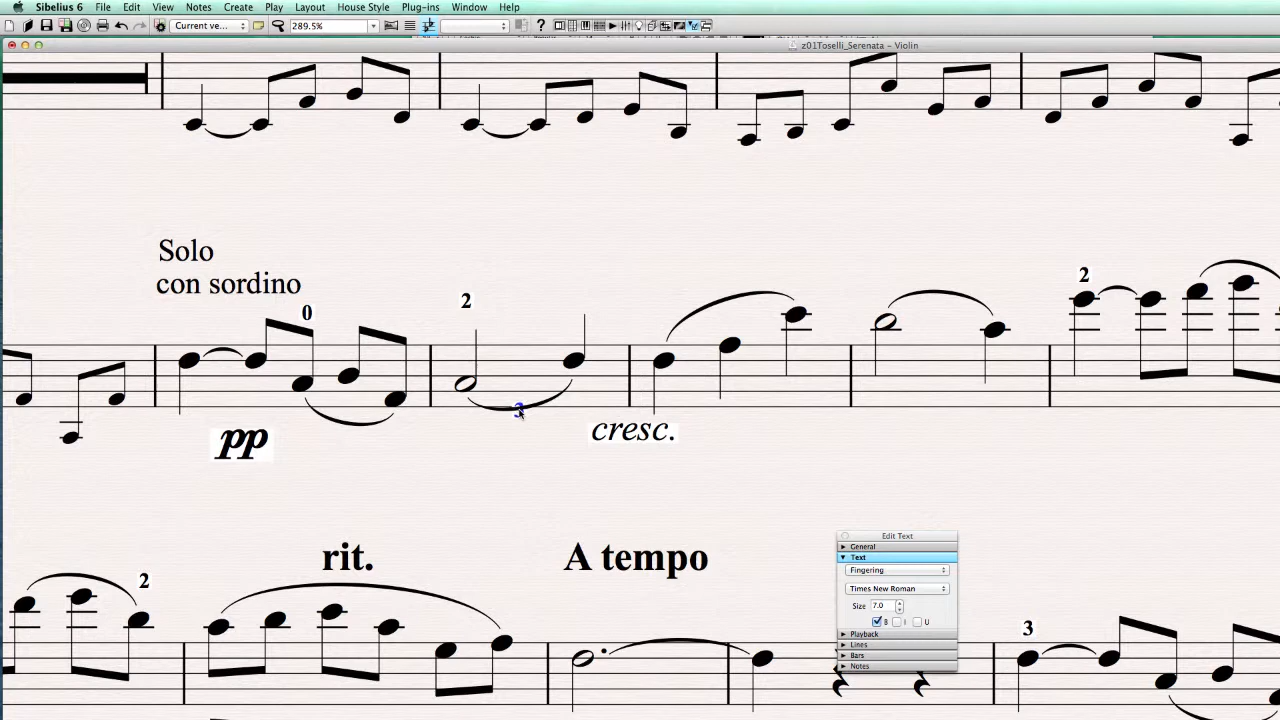 Sibelius 6 File Edit View Notes Create Play Layout House Style Plug-ins Window Help
Current ve... 289.5% ?
z01Toselli_Serenata – Violin
Solo
con sordino
0
2
2
3
pp
cresc.
rit.
A tempo
2
3
Edit Text
General
Text
Fingering
Times New Roman
Size 7.0
B I U
Playback
Lines
Bars
Notes